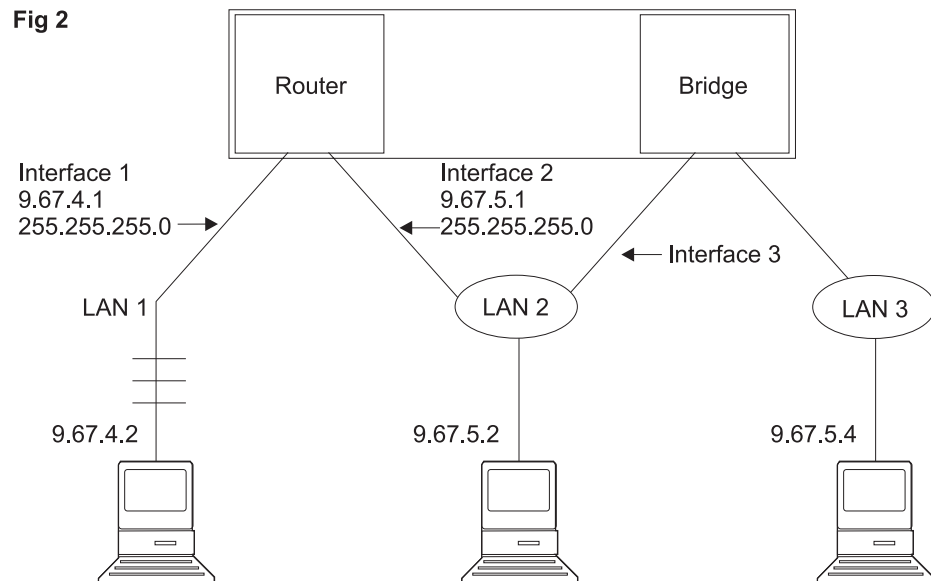 Fig 2
Router
Bridge
Interface 1
9.67.4.1
255.255.255.0
Interface 2
9.67.5.1
255.255.255.0
Interface 3
LAN 1
LAN 2
LAN 3
9.67.4.2
9.67.5.2
9.67.5.4